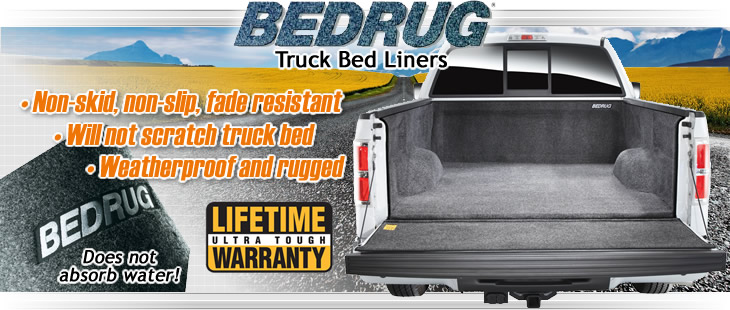 BEDRUG®
Truck Bed Liners
• Non-skid, non-slip, fade resistant
• Will not scratch truck bed
• Weatherproof and rugged
BEDRUG
BEDRUG
Does not
absorb water!
LIFETIME
ULTRA TOUGH
WARRANTY